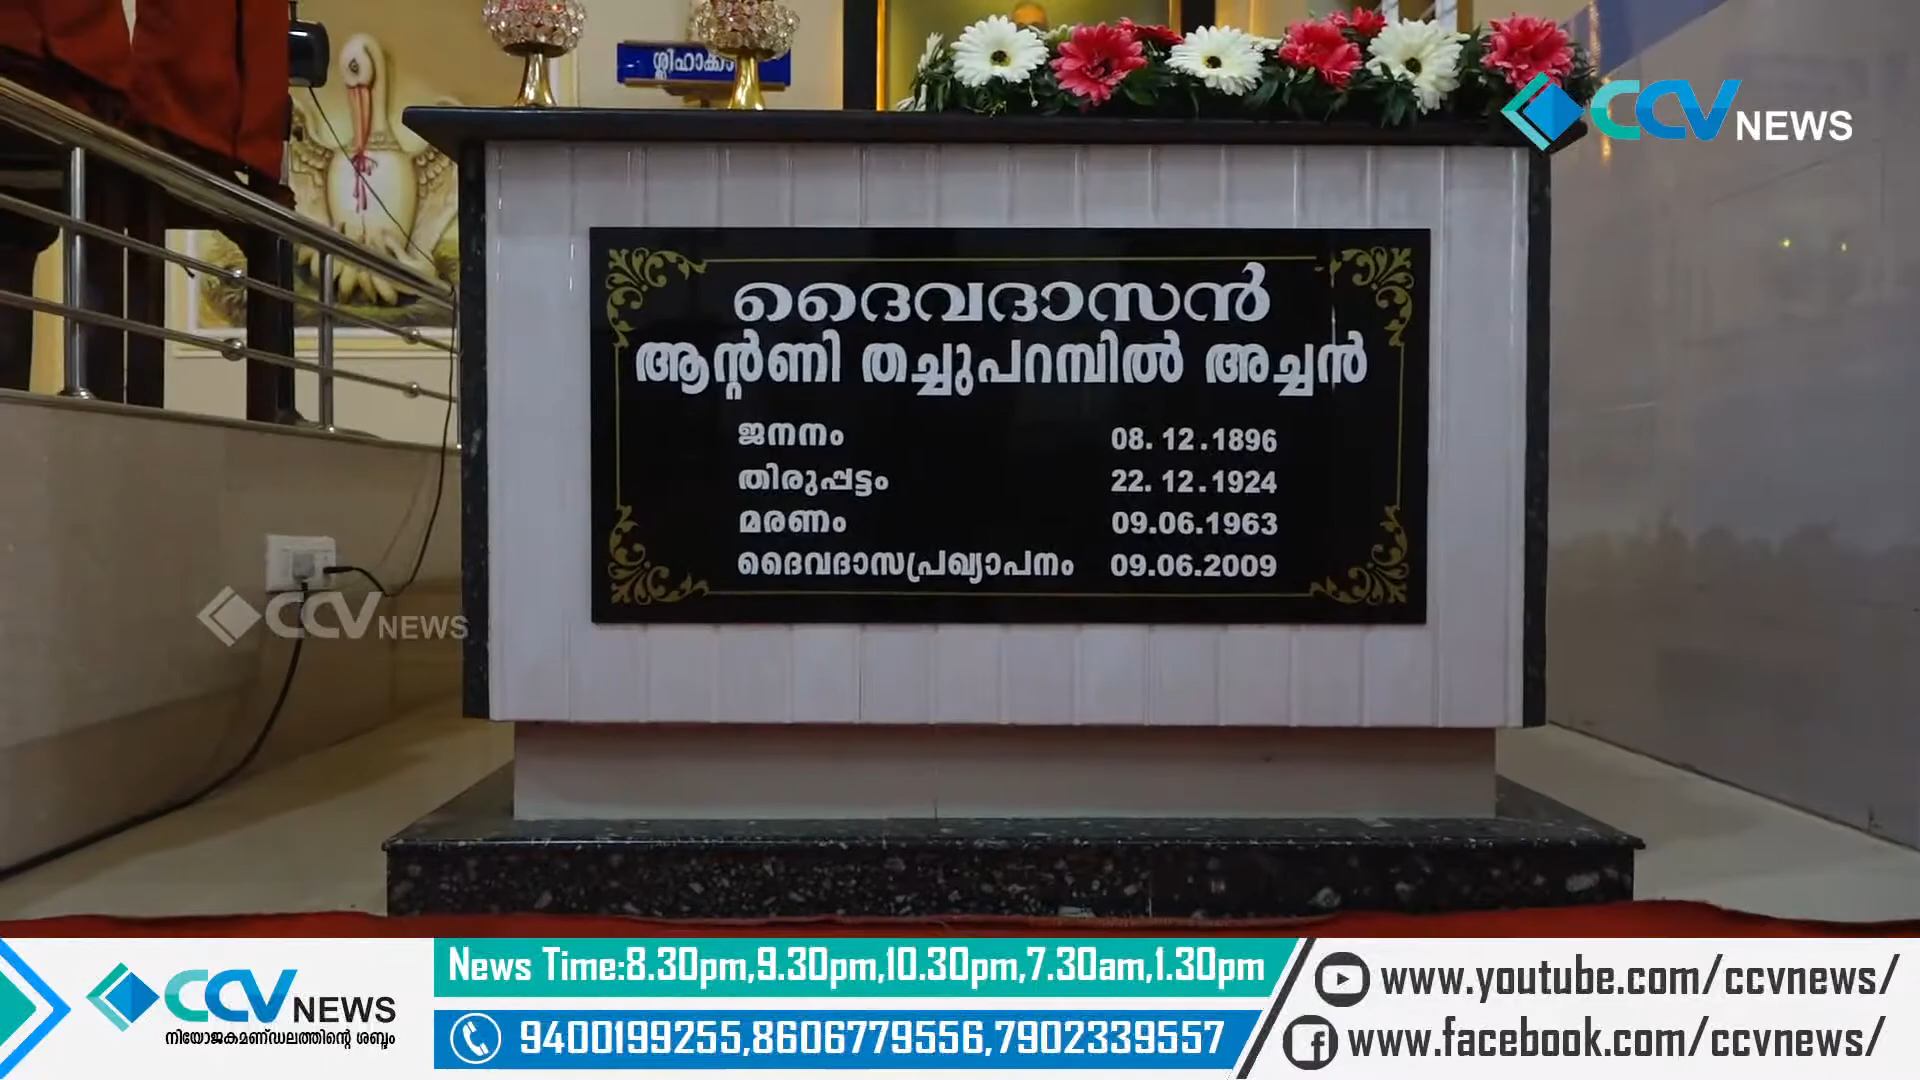 ശ്ലീഹാക്കാ
CCV NEWS
ദൈവദാസൻ
ആന്റണി തച്ചുപറമ്പിൽ അച്ചൻ
ജനനം 08. 12.1896
തിരുപ്പട്ടം 22. 12.1924
മരണം 09.06.1963
ദൈവദാസപ്രഖ്യാപനം 09.06.2009
CCV NEWS
CCV NEWS
നിയോജകമണ്ഡലത്തിന്റെ ശബ്ദം
News Time:8.30pm,9.30pm,10.30pm,7.30am,1.30pm
9400199255,8606779556,7902339557
www.youtube.com/ccvnews/
www.facebook.com/ccvnews/